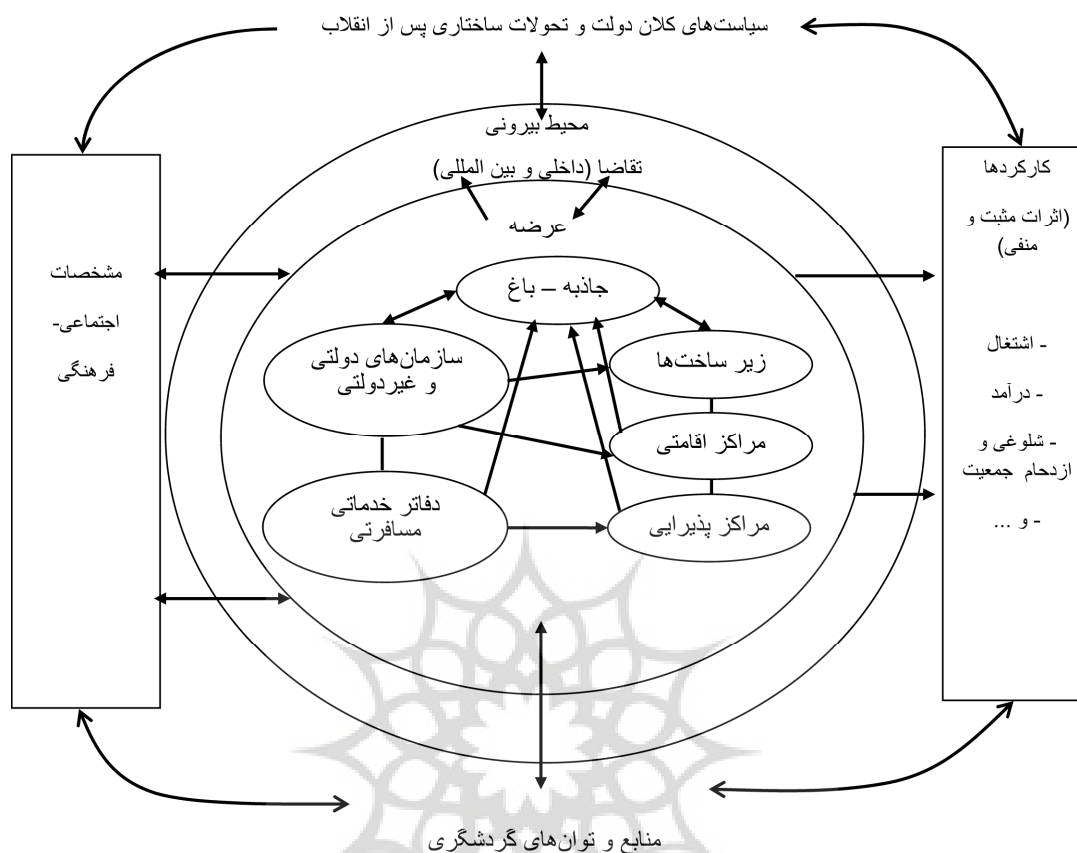 سیاست‌های کلان دولت و تحولات ساختاری پس از انقلاب
محیط بیرونی
تقاضا (داخلی و بین المللی)
عرضه
جاذبه – باغ
سازمان‌های دولتی
و غیردولتی
زیر ساخت‌ها
مراکز اقامتی
دفاتر خدماتی
مسافرتی
مراکز پذیرایی
کارکردها
(اثرات مثبت و
منفی)
- اشتغال
- درآمد
- شلوغی و
ازدحام جمعیت
- و ...
مشخصات
اجتماعی-
فرهنگی
منابع و توان‌های گردشگری